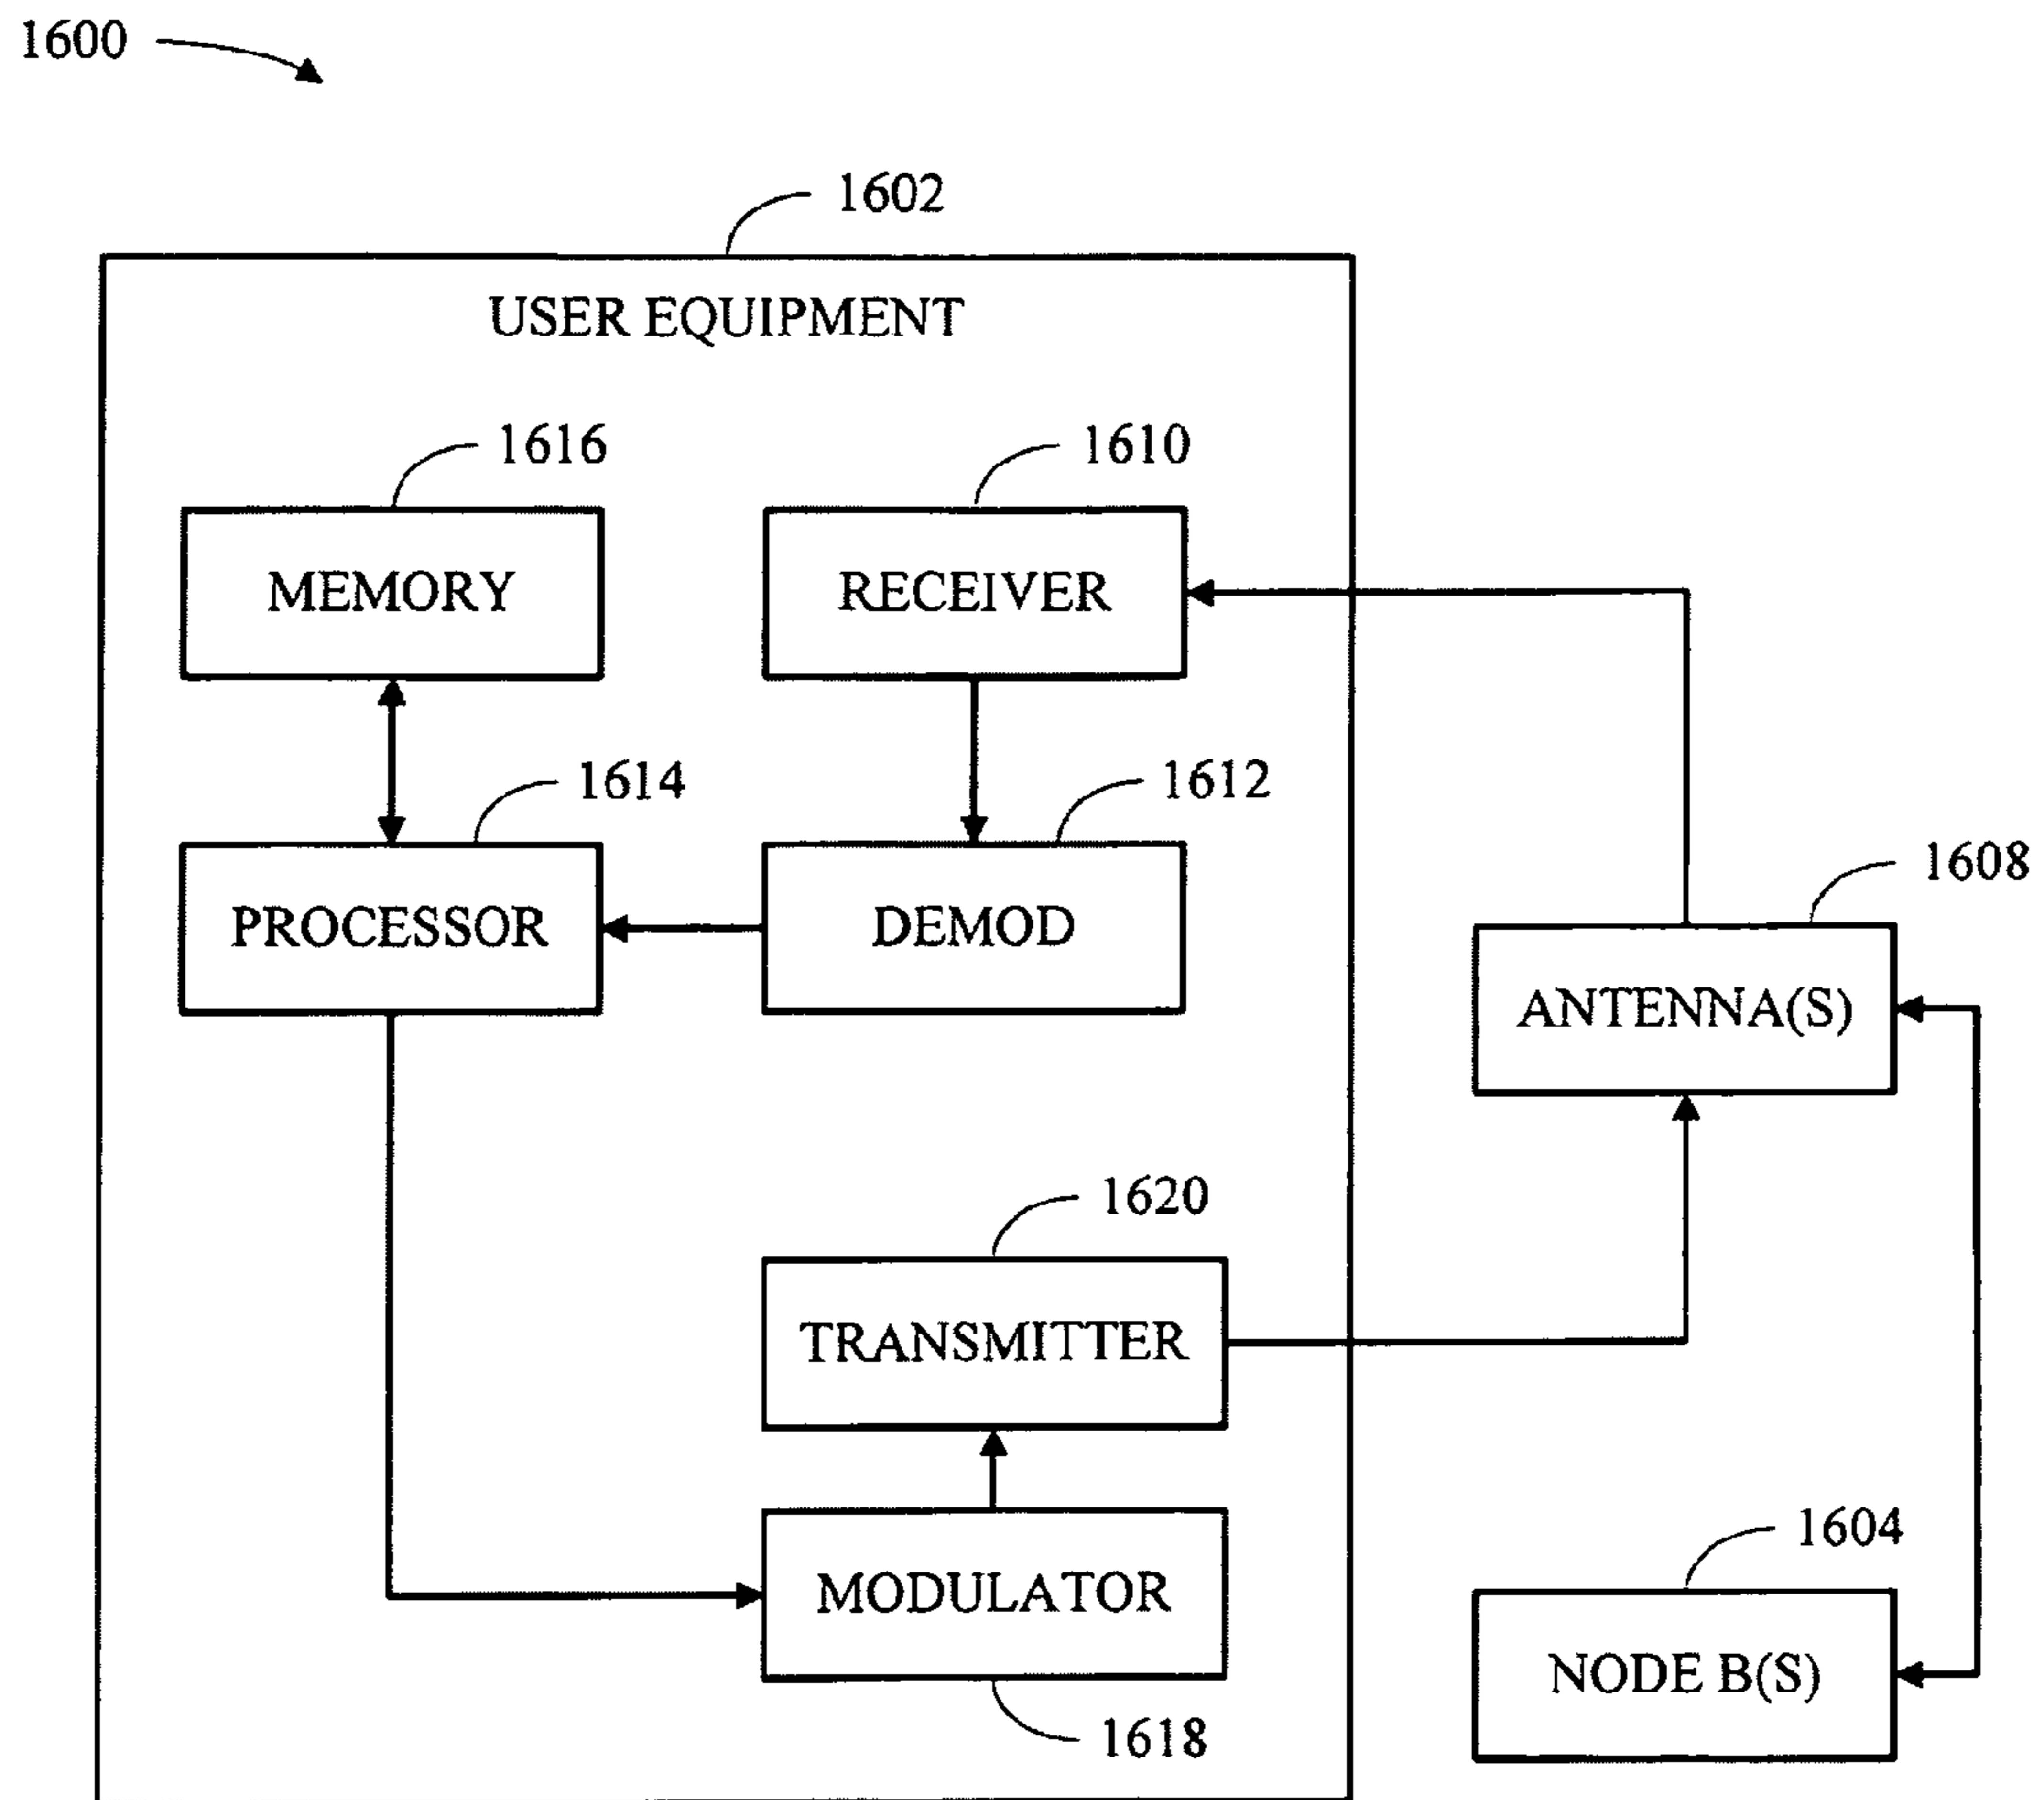 1600
1602
USER EQUIPMENT
1616
1610
MEMORY
RECEIVER
1614
1612
1608
PROCESSOR
DEMOD
ANTENNA(S)
1620
TRANSMITTER
1604
MODULATOR
NODE B(S)
1618